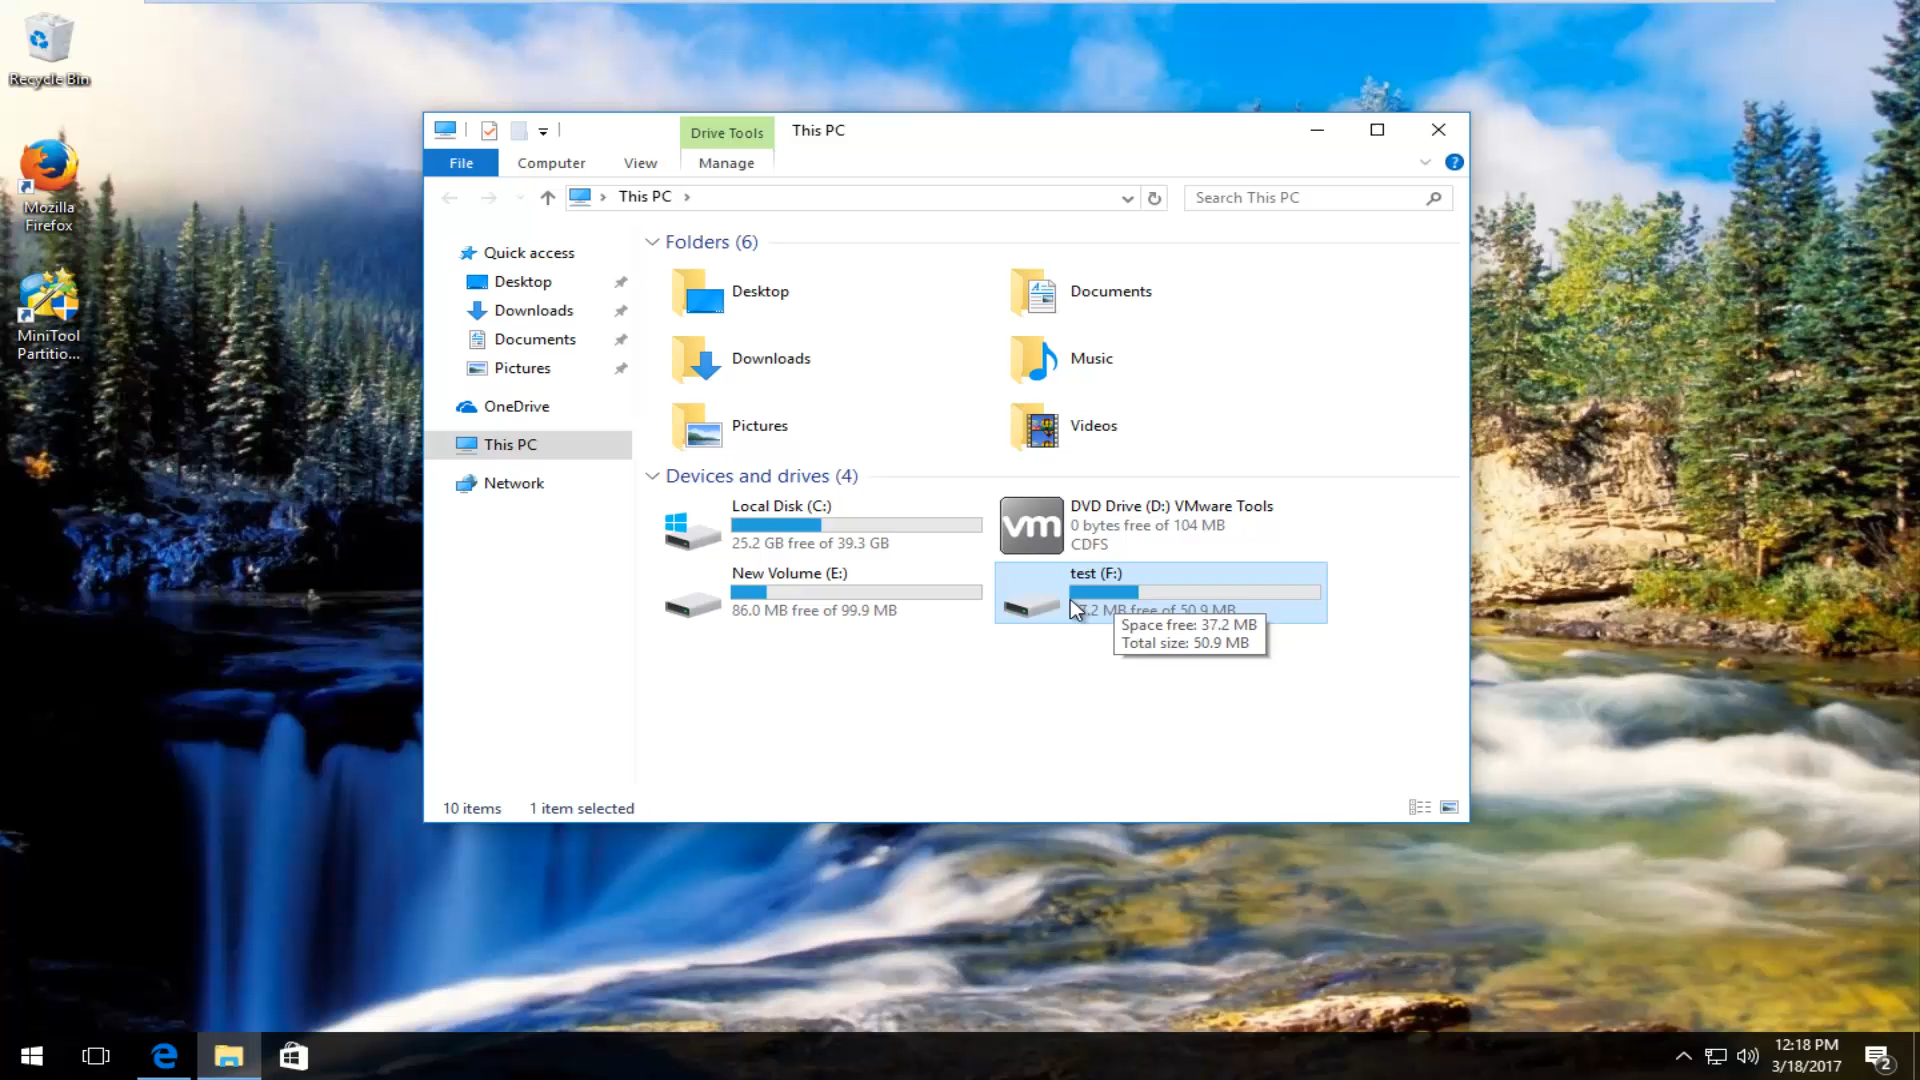 Recycle Bin
Mozilla
Firefox
MiniTool
Partitio...
Drive Tools
This PC
File
Computer
View
Manage
This PC
Search This PC
Quick access
Desktop
Downloads
Documents
Pictures
OneDrive
This PC
Network
Folders (6)
Desktop
Documents
Downloads
Music
Pictures
Videos
Devices and drives (4)
Local Disk (C:)
25.2 GB free of 39.3 GB
DVD Drive (D:) VMware Tools
0 bytes free of 104 MB
CDFS
vm
New Volume (E:)
86.0 MB free of 99.9 MB
test (F:)
7.2 MB free of 50.9 MB
Space free: 37.2 MB
Total size: 50.9 MB
10 items
1 item selected
12:18 PM
3/18/2017
2